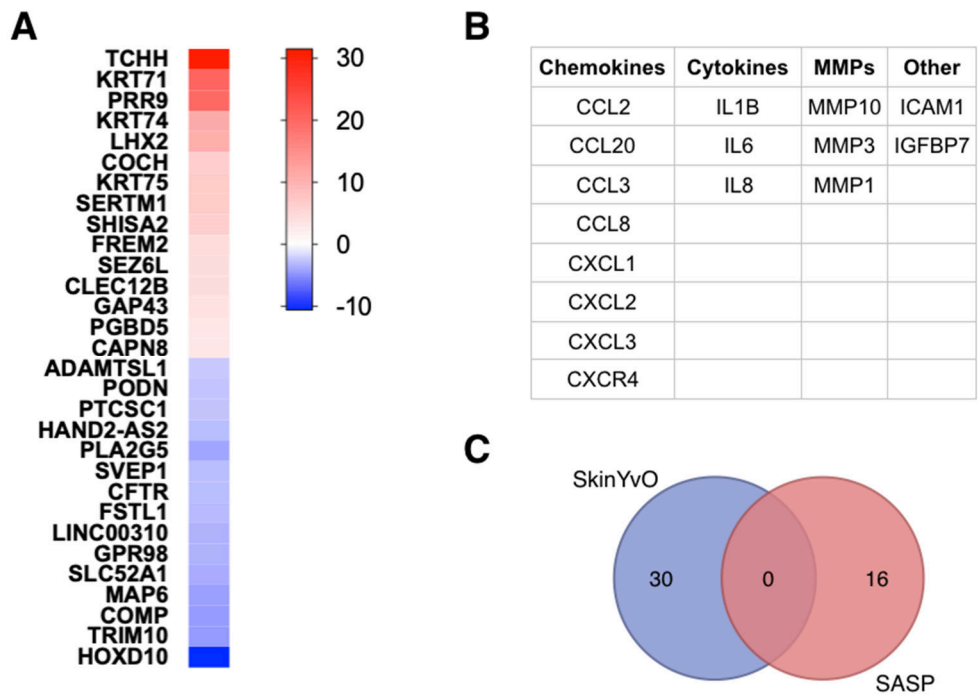 A
TCHH
KRT71
PRR9
KRT74
LHX2
COCH
KRT75
SERTM1
SHISA2
FREM2
SEZ6L
CLEC12B
GAP43
PGBD5
CAPN8
ADAMTSL1
PODN
PTCSC1
HAND2-AS2
PLA2G5
SVEP1
CFTR
FSTL1
LINC00310
GPR98
SLC52A1
MAP6
COMP
TRIM10
HOXD10
30
20
10
0
-10
B
Chemokines Cytokines MMPs Other
CCL2 IL1B MMP10 ICAM1
CCL20 IL6 MMP3 IGFBP7
CCL3 IL8 MMP1
CCL8
CXCL1
CXCL2
CXCL3
CXCR4
C
SkinYvO
30 0 16
SASP